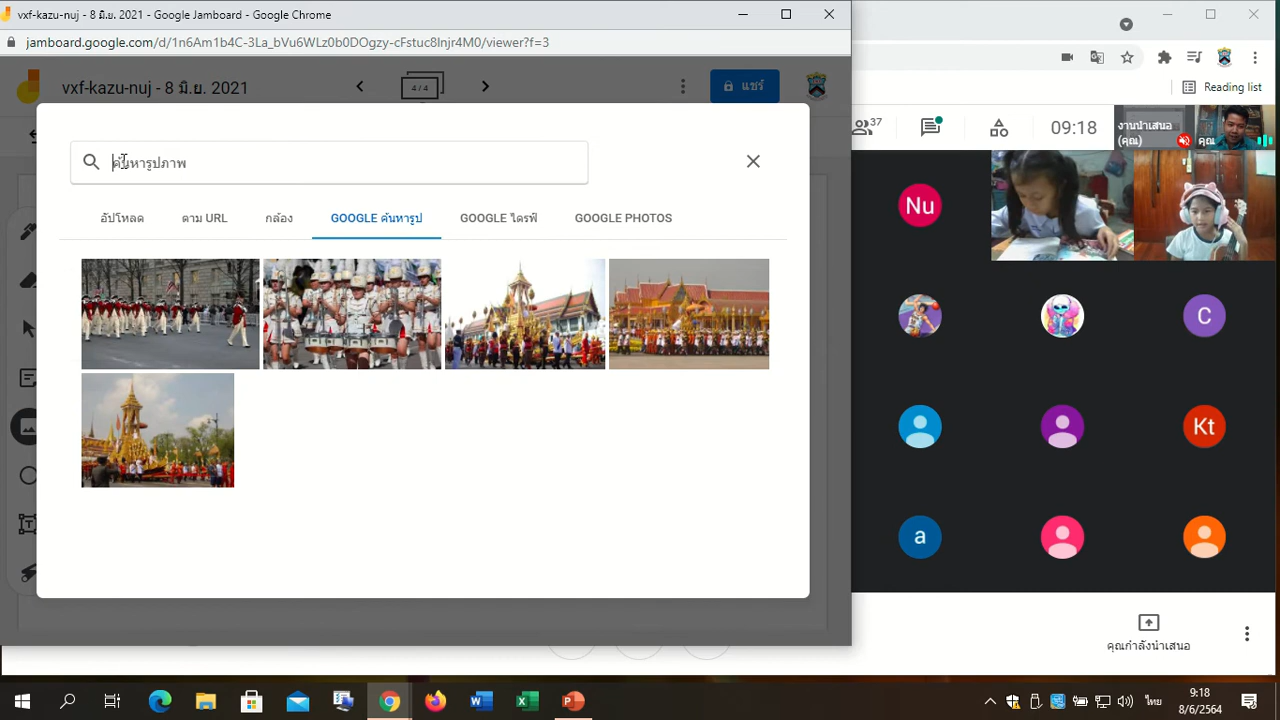 vxf-kazu-nuj - 8 มิ.ย. 2021 - Google Jamboard - Google Chrome
jamboard.google.com/d/1n6Am1b4C-3La_bVu6WLz0b0DOgzy-cFstuc8lnjr4M0/viewer?f=3
vxf-kazu-nuj - 8 มิ.ย. 2021
4 / 4
แชร์
ค้นหารูปภาพ
อัปโหลด
ตาม URL
กล้อง
GOOGLE ค้นหารูป
GOOGLE ไดรฟ์
GOOGLE PHOTOS
Reading list
37
09:18
งานนำเสนอ
(คุณ)
คุณ
Nu
C
Kt
a
คุณกำลังนำเสนอ
ไทย
9:18
8/6/2564